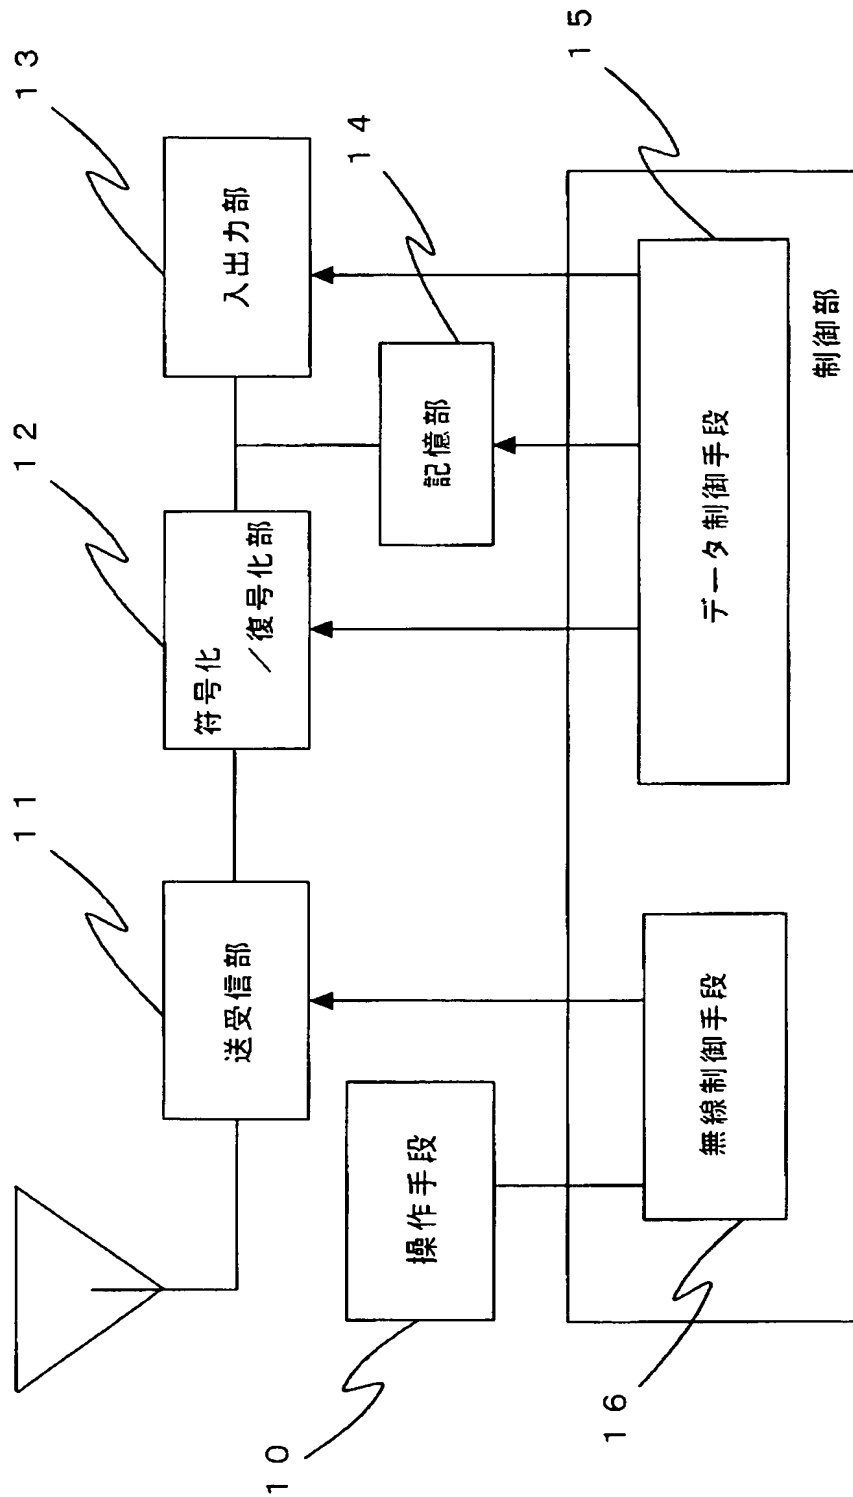 11
12
13
送受信部
符号化
／復号化部
入出力部
14
記憶部
10
操作手段
15
16
無線制御手段
データ制御手段
制御部